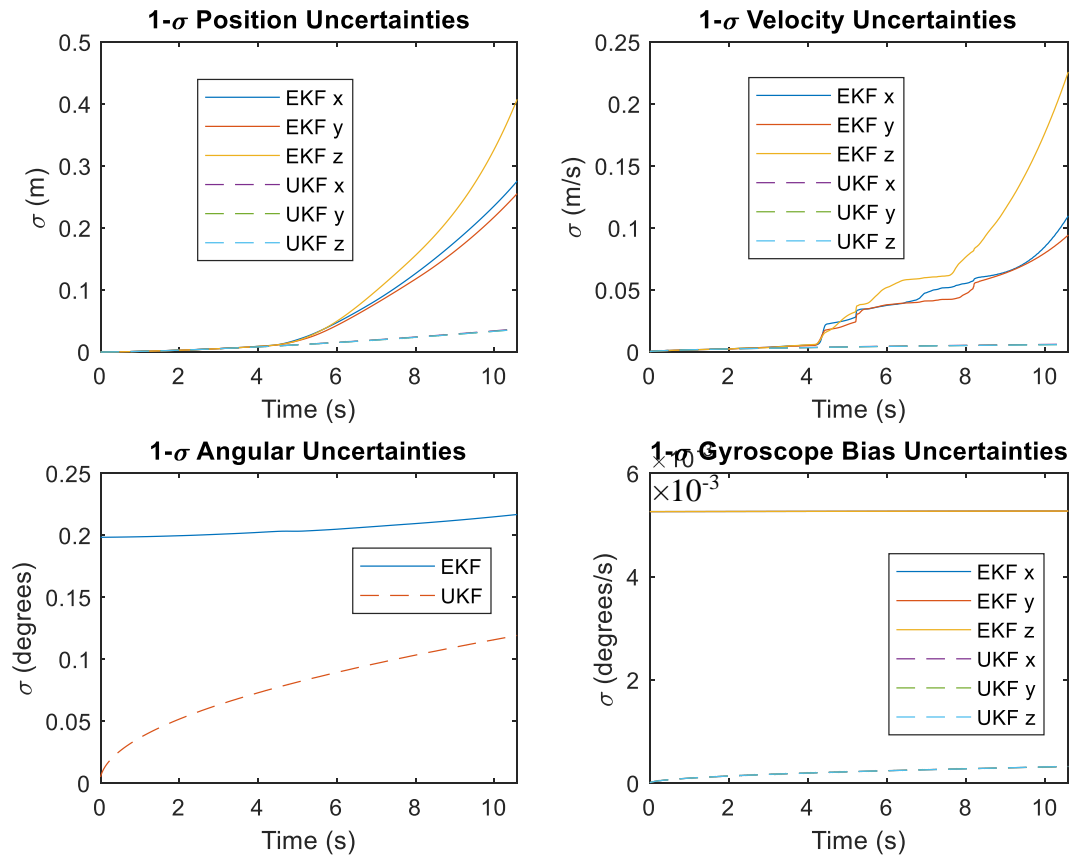 1-σ Position Uncertainties
0.5
0.4
0.3
0.2
0.1
0
σ (m)
EKF x
EKF y
EKF z
UKF x
UKF y
UKF z
0 2 4 6 8 10
Time (s)
1-σ Velocity Uncertainties
0.25
0.2
0.15
0.1
0.05
0
σ (m/s)
EKF x
EKF y
EKF z
UKF x
UKF y
UKF z
0 2 4 6 8 10
Time (s)
1-σ Angular Uncertainties
0.25
0.2
0.15
0.1
0.05
0
σ (degrees)
EKF
UKF
0 2 4 6 8 10
Time (s)
1-σ Gyroscope Bias Uncertainties
×10-3
×10-3
6
4
2
0
σ (degrees/s)
EKF x
EKF y
EKF z
UKF x
UKF y
UKF z
0 2 4 6 8 10
Time (s)